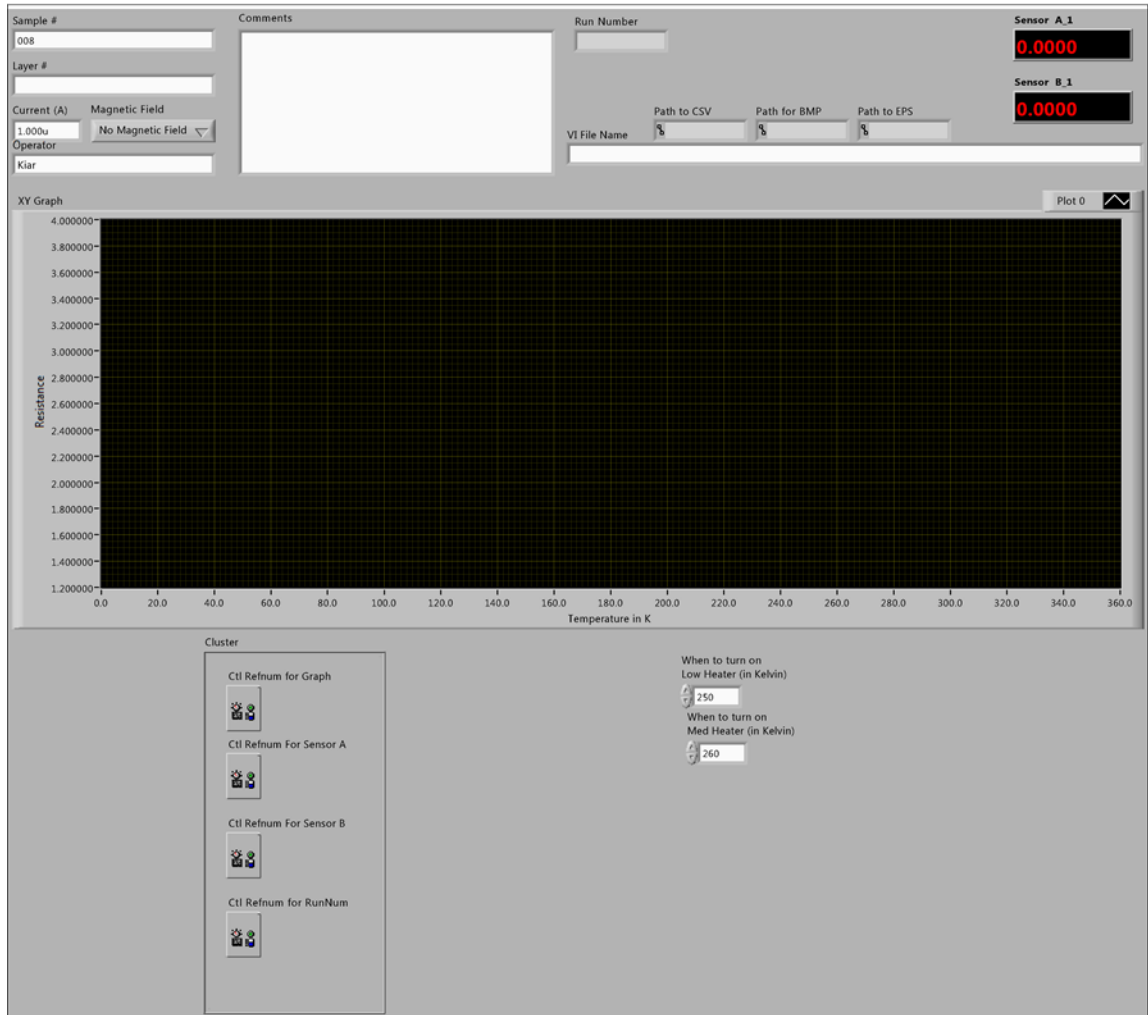 Sample #
008
Layer #
Current (A)
Magnetic Field
1.000u
No Magnetic Field
Operator
Kiar
Comments
Run Number
Path to CSV
Path for BMP
Path to EPS
VI File Name
Sensor A_1
0.0000
Sensor B_1
0.0000
XY Graph
Plot 0
Resistance
4.000000
3.800000
3.600000
3.400000
3.200000
3.000000
2.800000
2.600000
2.400000
2.200000
2.000000
1.800000
1.600000
1.400000
1.200000
0.0 20.0 40.0 60.0 80.0 100.0 120.0 140.0 160.0 180.0 200.0 220.0 240.0 260.0 280.0 300.0 320.0 340.0 360.0
Temperature in K
Cluster
Ctl Refnum for Graph
Ctl Refnum For Sensor A
Ctl Refnum For Sensor B
Ctl Refnum for RunNum
When to turn on
Low Heater (in Kelvin)
250
When to turn on
Med Heater (in Kelvin)
260